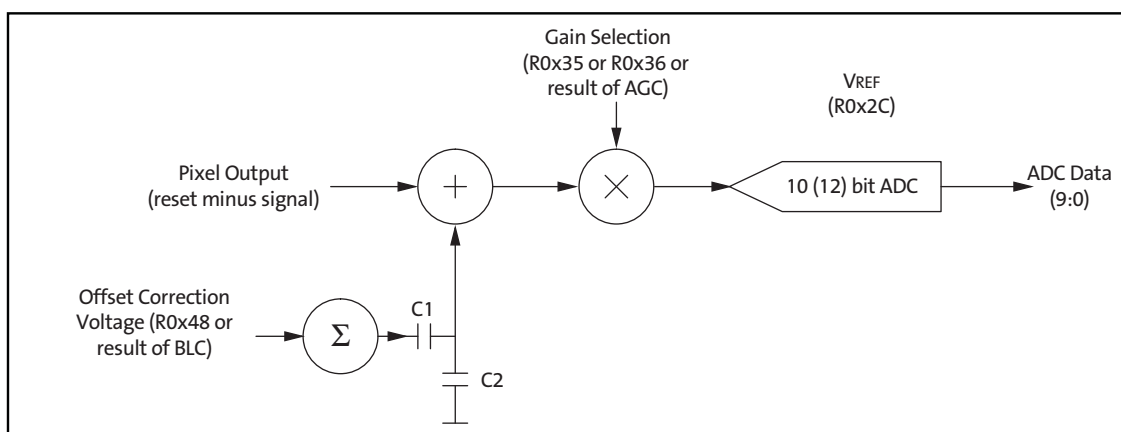 Gain Selection
(R0x35 or R0x36 or
result of AGC)
VREF
(R0x2C)
Pixel Output
(reset minus signal)
+
×
10 (12) bit ADC
ADC Data
(9:0)
Offset Correction
Voltage (R0x48 or
result of BLC)
Σ
C1
C2